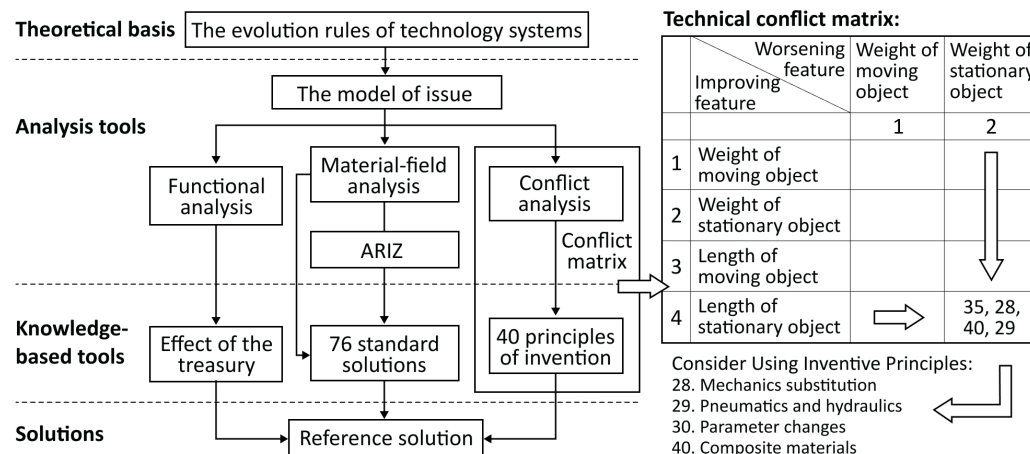 Theoretical basis
The evolution rules of technology systems
The model of issue
Analysis tools
Functional
analysis
Material-field
analysis
Conflict
analysis
ARIZ
Conflict
matrix
Knowledge-
based tools
Effect of the
treasury
76 standard
solutions
40 principles
of invention
Solutions
Reference solution
Technical conflict matrix:
Worsening
feature
Improving
feature
Weight of
moving
object
Weight of
stationary
object
1
2
1
Weight of
moving object
2
Weight of
stationary object
3
Length of
moving object
4
Length of
stationary object
35, 28,
40, 29
Consider Using Inventive Principles:
28. Mechanics substitution
29. Pneumatics and hydraulics
30. Parameter changes
40. Composite materials